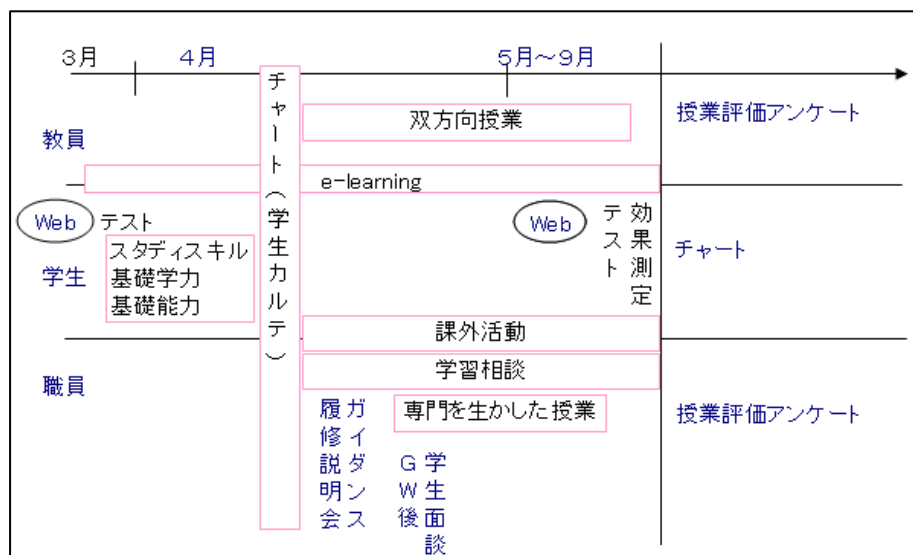 3月
4月
5月～9月
チャート（学生カルテ）
教員
双方向授業
授業評価アンケート
e-learning
Web
テスト
スタディスキル
基礎学力
基礎能力
学生
Web
効果測定
テスト
チャート
課外活動
職員
学習相談
専門を生かした授業
授業評価アンケート
ガイダンス
履修説明会
学生面談
GW後